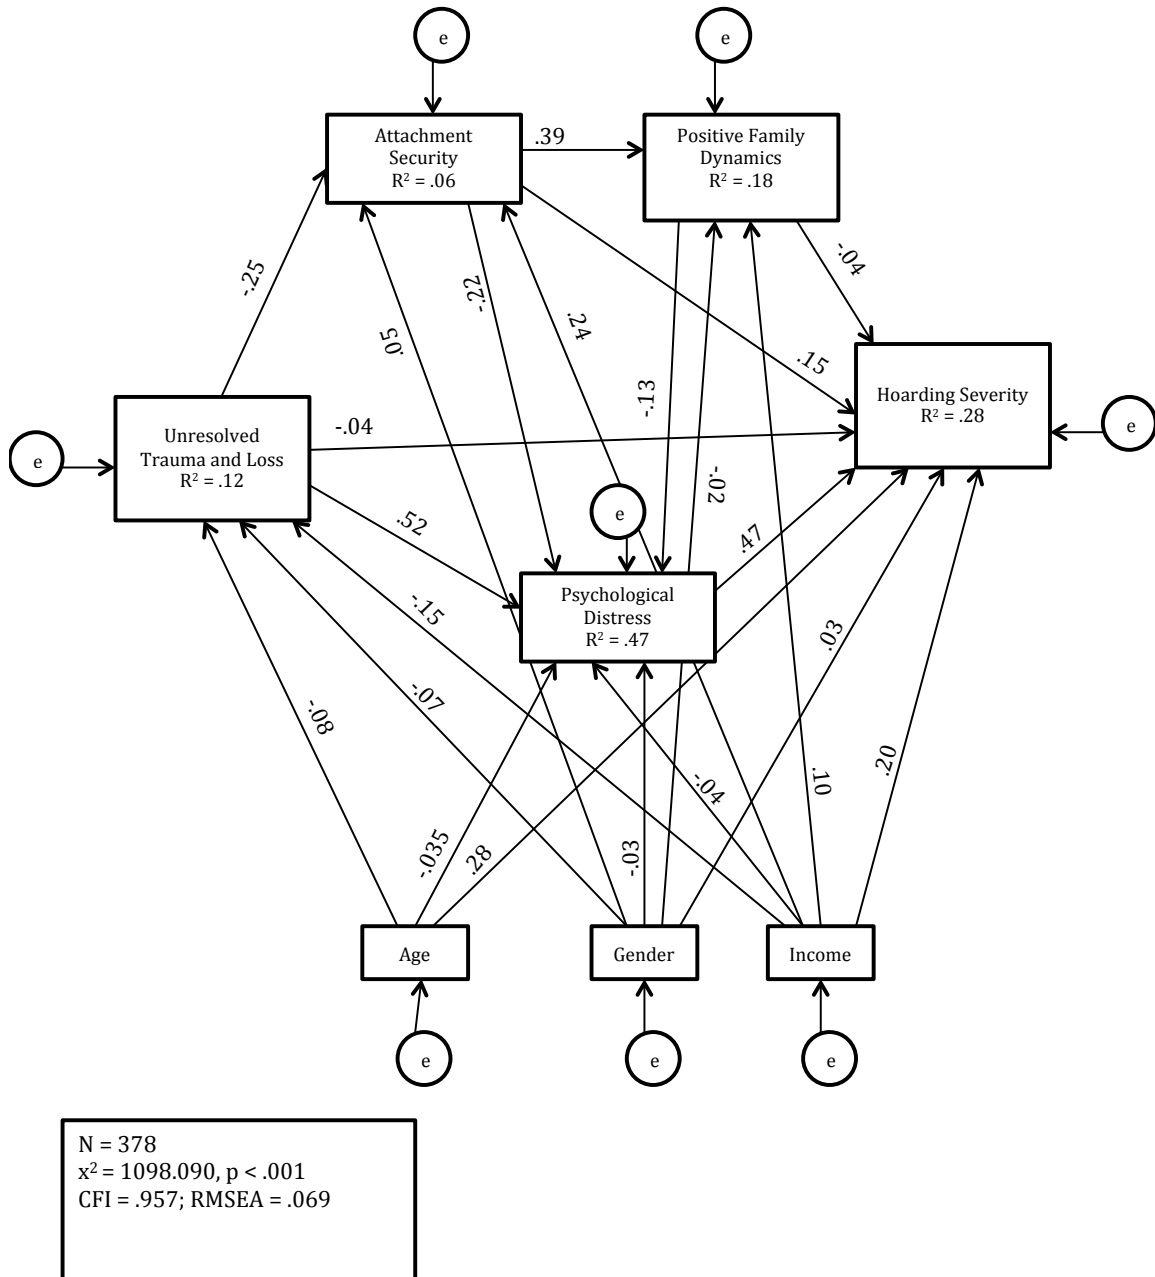 e
e
Attachment
Security
R² = .06
.39
Positive Family
Dynamics
R² = .18
-.25
-.22
.05
.24
-.04
.15
-.13
Hoarding Severity
R² = .28
e
Unresolved
Trauma and Loss
R² = .12
e
-.04
-.02
e
.52
.47
Psychological
Distress
R² = .47
-.15
.03
-.08
-.07
-.04
.10
.20
-.035
.28
-.03
Age
Gender
Income
e
e
e
N = 378
x² = 1098.090, p < .001
CFI = .957; RMSEA = .069